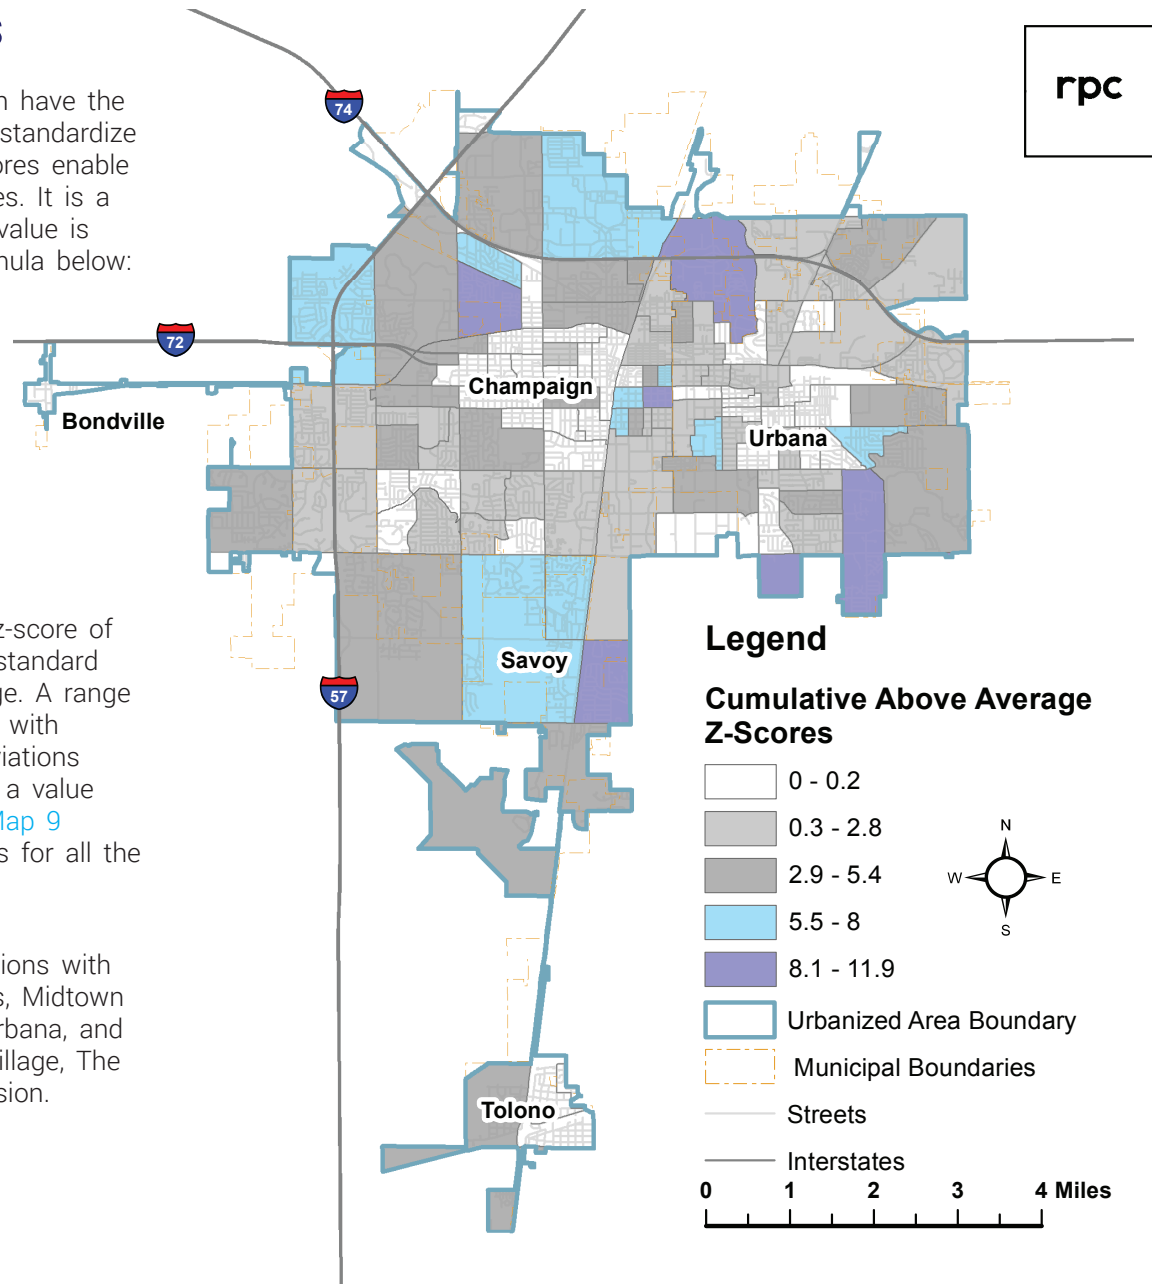 s
h have the
standardize
ores enable
es. It is a
value is
nula below:
z-score of
standard
ge. A range
with
viations
a value
Map 9
s for all the
ions with
s, Midtown
rbana, and
illage, The
sion.
rpc
74
72
57
Bondville
Champaign
Urbana
Savoy
Tolono
Legend
Cumulative Above Average
Z-Scores
0 - 0.2
0.3 - 2.8
2.9 - 5.4
5.5 - 8
8.1 - 11.9
Urbanized Area Boundary
Municipal Boundaries
Streets
Interstates
N
W E
S
0 1 2 3 4 Miles